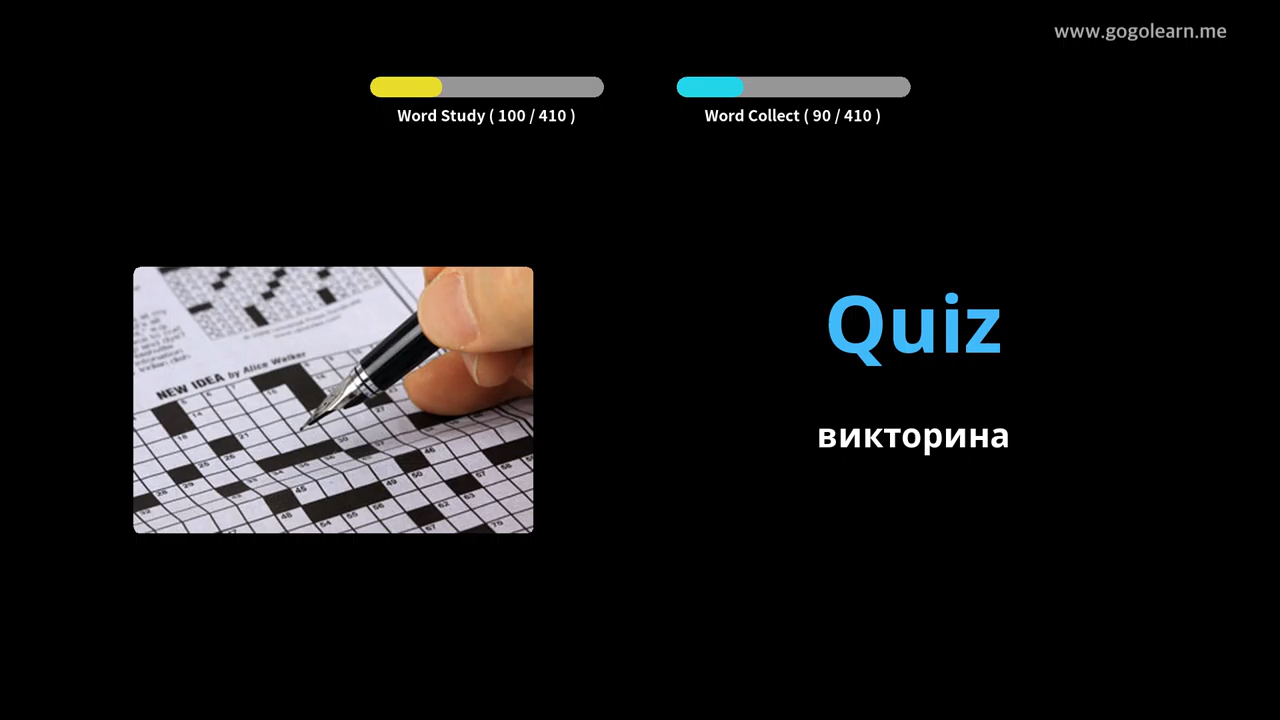 www.gogolearn.me
Word Study ( 100 / 410 )
Word Collect ( 90 / 410 )
NEW IDEA by Alice Walker
Quiz
викторина